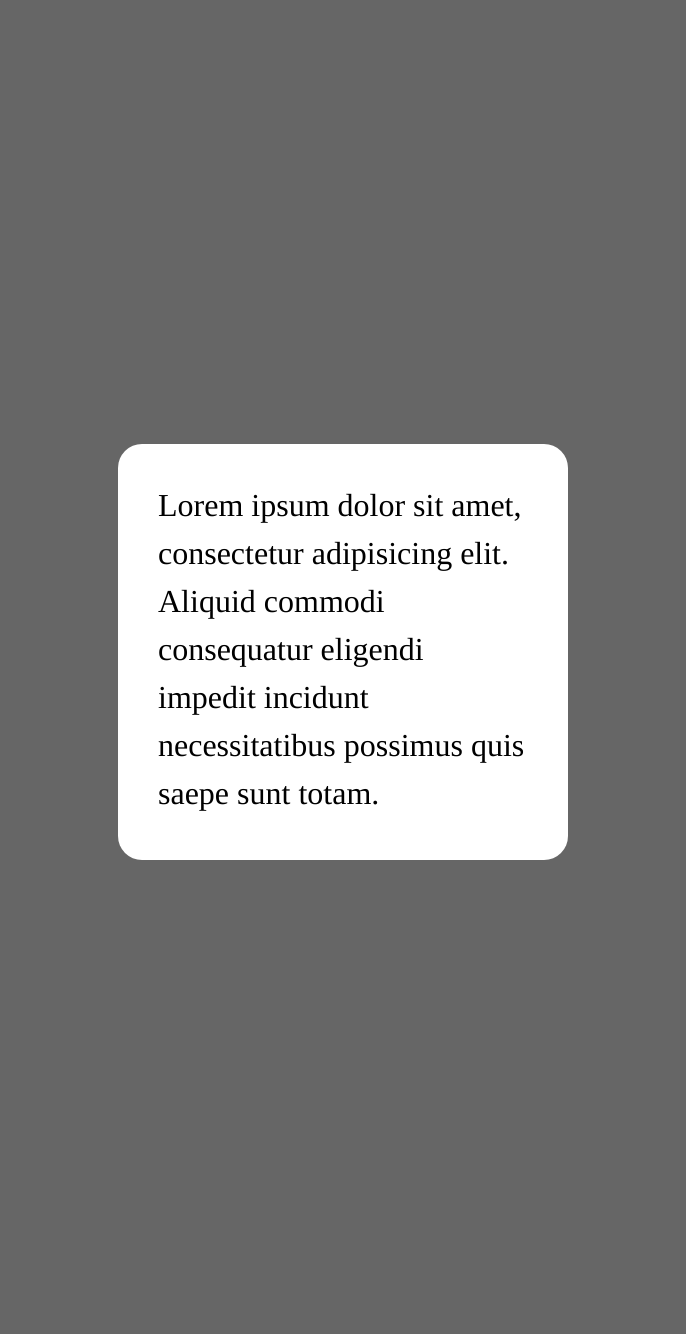 Lorem ipsum dolor sit amet,
consectetur adipisicing elit.
Aliquid commodi
consequatur eligendi
impedit incidunt
necessitatibus possimus quis
saepe sunt totam.